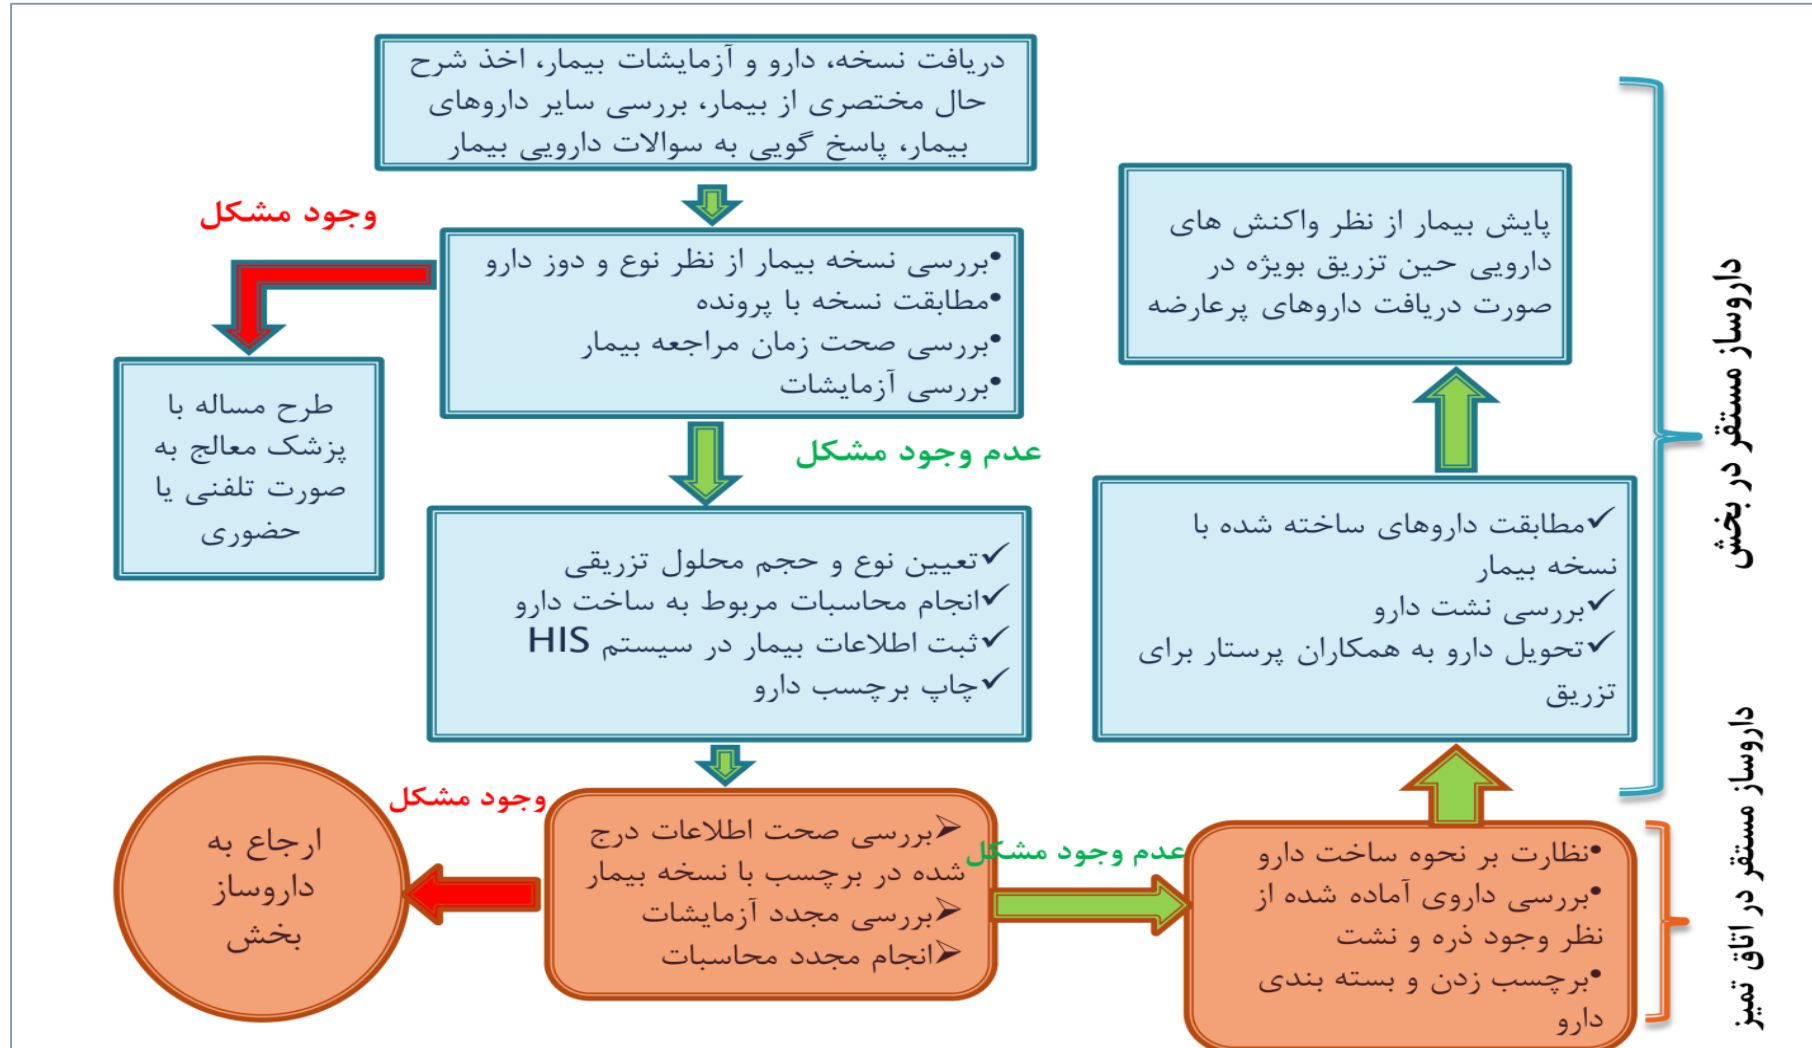 دریافت نسخه، دارو و آزمایشات بیمار، اخذ شرح
حال مختصری از بیمار، بررسی سایر داروهای
بیمار، پاسخ گویی به سوالات دارویی بیمار
وجود مشکل
•بررسی نسخه بیمار از نظر نوع و دوز دارو
•مطابقت نسخه با پرونده
•بررسی صحت زمان مراجعه بیمار
•بررسی آزمایشات
طرح مساله با
پزشک معالج به
صورت تلفنی یا
حضوری
عدم وجود مشکل
✓تعیین نوع و حجم محلول تزریقی
✓انجام محاسبات مربوط به ساخت دارو
✓ثبت اطلاعات بیمار در سیستم HIS
✓چاپ برچسب دارو
وجود مشکل
➢بررسی صحت اطلاعات درج
شده در برچسب با نسخه بیمار
➢بررسی مجدد آزمایشات
➢انجام مجدد محاسبات
ارجاع به
داروساز
بخش
عدم وجود مشکل
•نظارت بر نحوه ساخت دارو
•بررسی داروی آماده شده از
نظر وجود ذره و نشت
•برچسب زدن و بسته بندی
دارو
✓مطابقت داروهای ساخته شده با
نسخه بیمار
✓بررسی نشت دارو
✓تحویل دارو به همکاران پرستار برای
تزریق
پایش بیمار از نظر واکنش های
دارویی حین تزریق بویژه در
صورت دریافت داروهای پرعارضه
داروساز مستقر در بخش
داروساز مستقر در اتاق تمیز